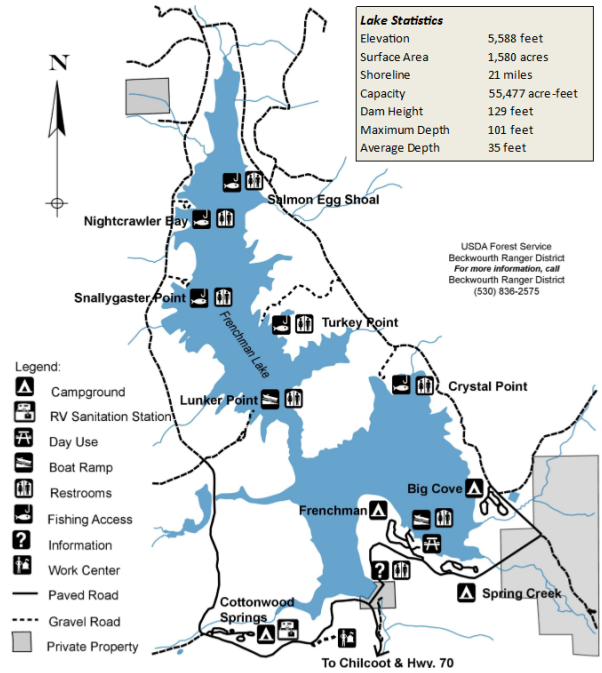 Lake Statistics
Elevation 5,588 feet
Surface Area 1,580 acres
Shoreline 21 miles
Capacity 55,477 acre-feet
Dam Height 129 feet
Maximum Depth 101 feet
Average Depth 35 feet
N
Salmon Egg Shoal
Nightcrawler Bay
USDA Forest Service
Beckwourth Ranger District
For more information, call
Beckwourth Ranger District
(530) 836-2575
Snallygaster Point
Frenchman Lake
Turkey Point
Lunker Point
Crystal Point
Big Cove
Frenchman
Spring Creek
Cottonwood
Springs
To Chilcoot & Hwy. 70
Legend:
Campground
RV Sanitation Station
Day Use
Boat Ramp
Restrooms
Fishing Access
? Information
Work Center
Paved Road
Gravel Road
Private Property
?